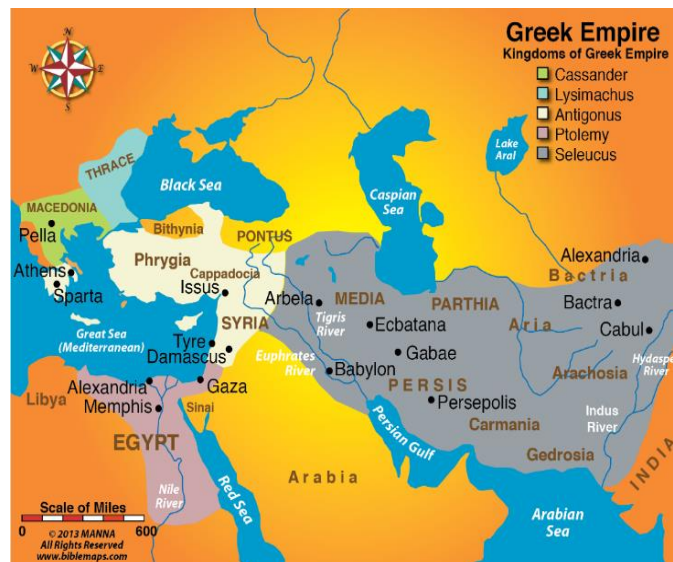 Greek Empire
Kingdoms of Greek Empire
Cassander
Lysimachus
Antigonus
Ptolemy
Seleucus
N
W
E
S
Lake
Aral
THRACE
Black Sea
Caspian
Sea
MACEDONIA
Pella
Bithynia
PONTUS
Alexandria
Bactria
Athens
Sparta
Phrygia
Cappadocia
Issus
Arbela
MEDIA
PARTHIA
Bactra
Tigris
River
Ecbatana
Aria
Cabul
Great Sea
(Mediterranean)
SYRIA
Tyre
Damascus
Euphrates
River
Gabae
Hydaspe
River
Babylon
Arachosia
Alexandria
Gaza
PERSIS
Libya
Memphis
Sinai
Persepolis
Indus
River
Carmania
EGYPT
Persian Gulf
Gedrosia
INDIA
Arabia
Nile
River
Red Sea
Arabian
Sea
Scale of Miles
0
600
© 2013 MANNA
All Rights Reserved
www.biblemaps.com